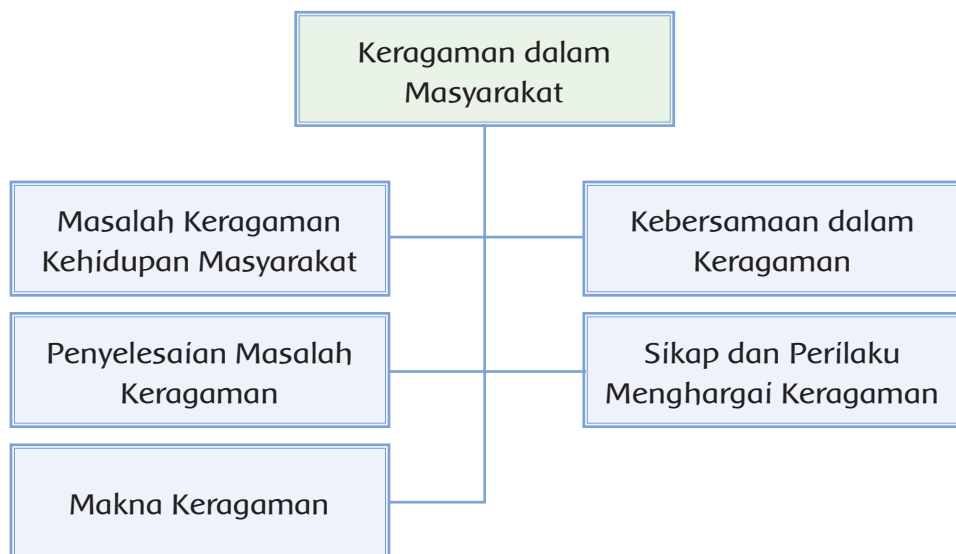 Keragaman dalam
Masyarakat
Masalah Keragaman
Kehidupan Masyarakat
Kebersamaan dalam
Keragaman
Penyelesaian Masalah
Keragaman
Sikap dan Perilaku
Menghargai Keragaman
Makna Keragaman